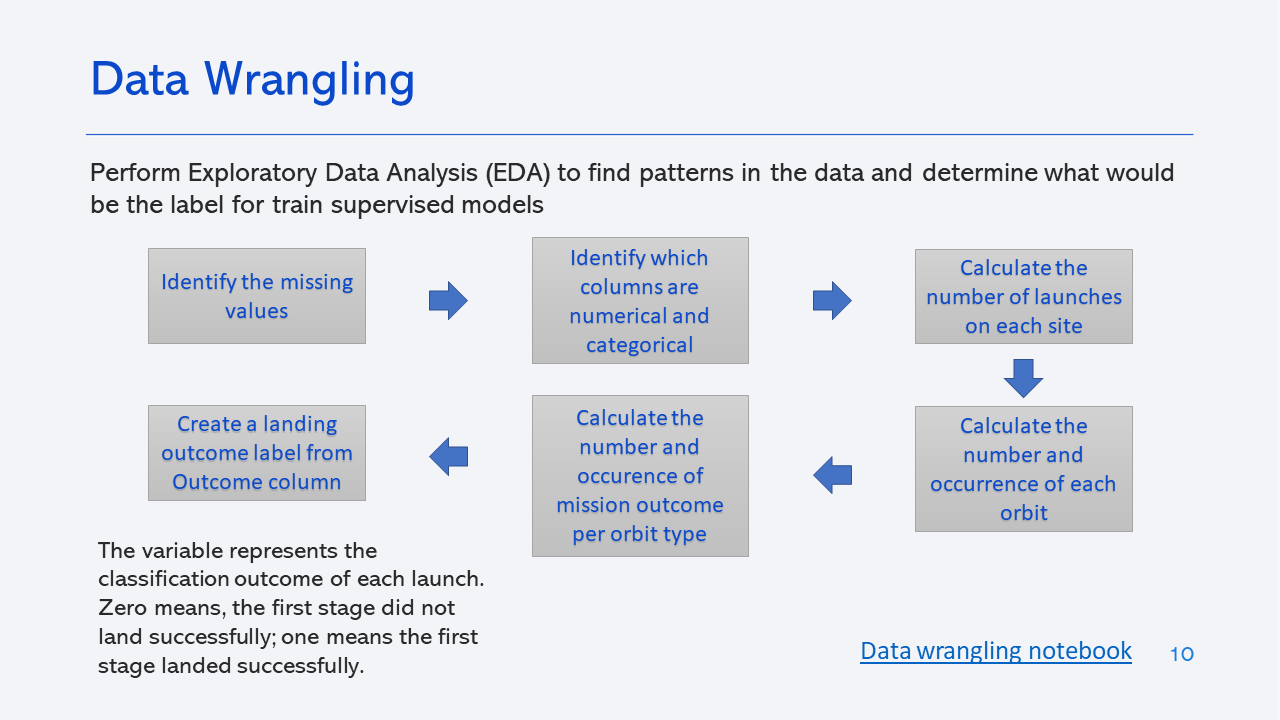 Data Wrangling
Perform Exploratory Data Analysis (EDA) to find patterns in the data and determine what would
be the label for train supervised models
Identify the missing
values
Identify which
columns are
numerical and
categorical
Calculate the
number of launches
on each site
Calculate the
number and
occurrence of each
orbit
Calculate the
number and
occurence of
mission outcome
per orbit type
Create a landing
outcome label from
Outcome column
The variable represents the
classification outcome of each launch.
Zero means, the first stage did not
land successfully; one means the first
stage landed successfully.
Data wrangling notebook
10